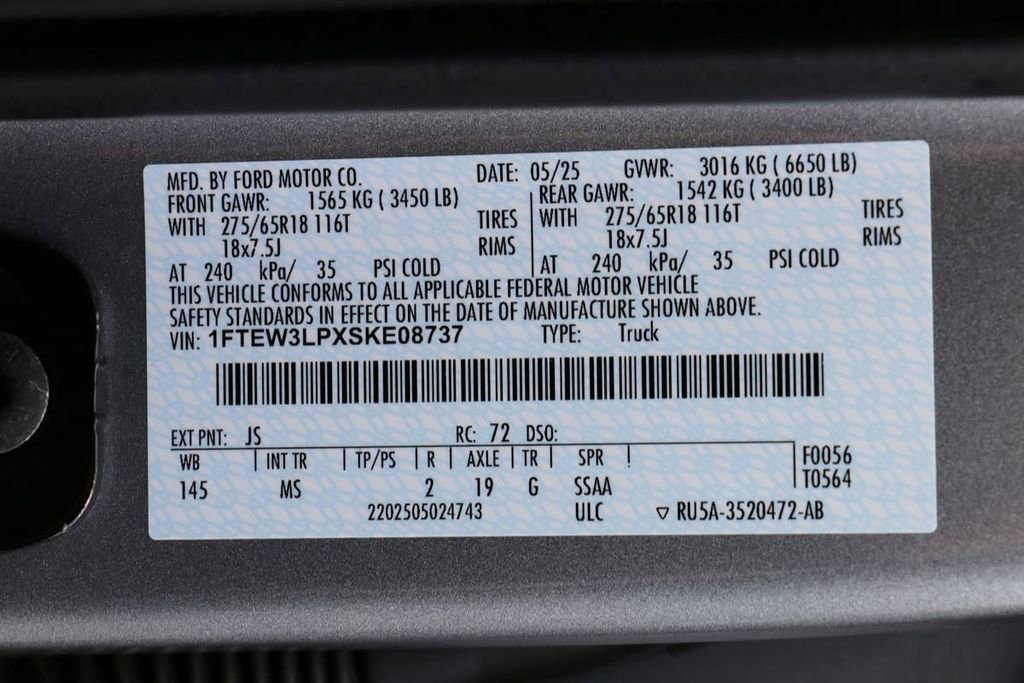 MFD. BY FORD MOTOR CO. DATE: 05/25 GVWR: 3016 KG ( 6650 LB)
FRONT GAWR: 1565 KG ( 3450 LB) REAR GAWR: 1542 KG ( 3400 LB)
WITH 275/65R18 116T TIRES WITH 275/65R18 116T TIRES
18x7.5J RIMS 18x7.5J RIMS
AT 240 kPa/ 35 PSI COLD AT 240 kPa/ 35 PSI COLD
THIS VEHICLE CONFORMS TO ALL APPLICABLE FEDERAL MOTOR VEHICLE
SAFETY STANDARDS IN EFFECT ON THE DATE OF MANUFACTURE SHOWN ABOVE.
VIN: 1FTEW3LPXSKE08737 TYPE: Truck
EXT PNT: JS RC: 72 DSO:
WB INT TR TP/PS R AXLE TR SPR F0056
145 MS 2 19 G SSAA T0564
2202505024743 ULC ▽ RU5A-3520472-AB